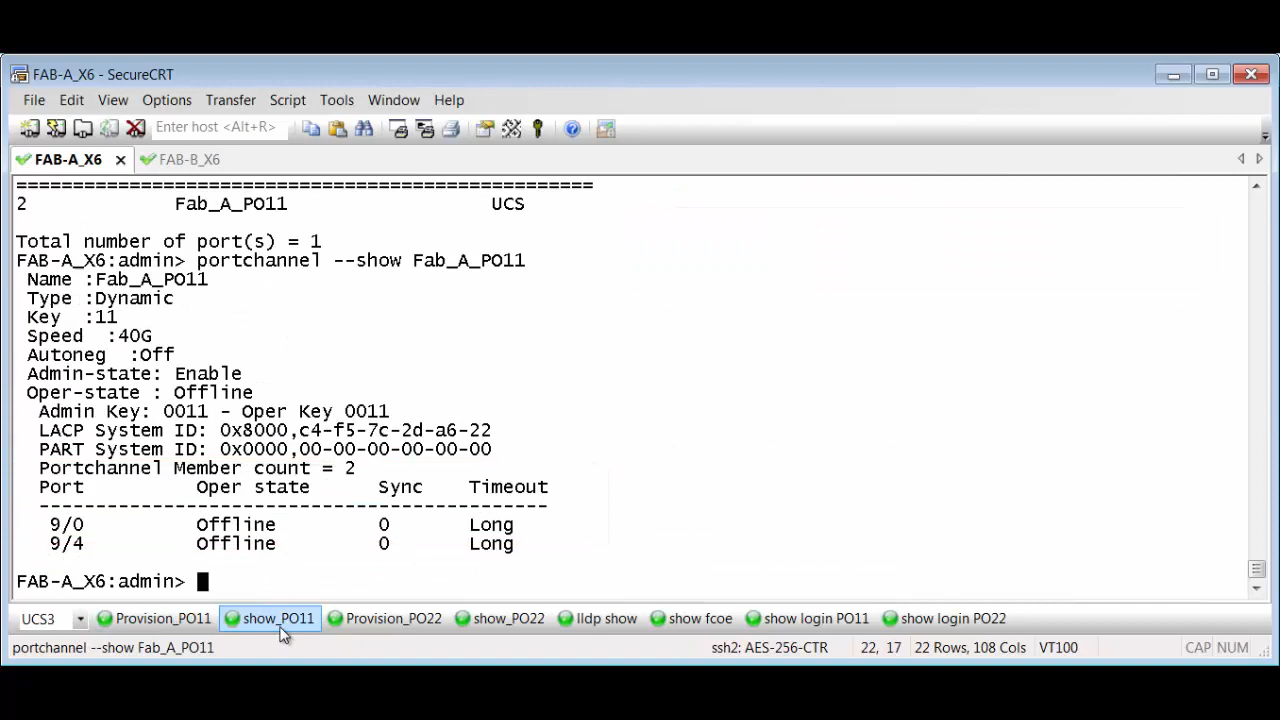 FAB-A_X6 - SecureCRT
File Edit View Options Transfer Script Tools Window Help
Enter host <Alt+R>
FAB-A_X6 FAB-B_X6
=================================================== 
2 Fab_A_PO11 UCS
Total number of port(s) = 1
FAB-A_X6:admin> portchannel --show Fab_A_PO11
Name :Fab_A_PO11
Type :Dynamic
Key :11
Speed :40G
Autoneg :Off
Admin-state: Enable
Oper-state : Offline
Admin Key: 0011 - Oper Key 0011
LACP System ID: 0x8000,c4-f5-7c-2d-a6-22
PART System ID: 0x0000,00-00-00-00-00-00
Portchannel Member count = 2
Port Oper state Sync Timeout
---------------------------------------------
9/0 Offline 0 Long
9/4 Offline 0 Long
FAB-A_X6:admin>
UCS3 Provision_PO11 show_PO11 Provision_PO22 show_PO22 lldp show show fcoe show login PO11 show login PO22
portchannel --show Fab_A_PO11 ssh2: AES-256-CTR 22, 17 22 Rows, 108 Cols VT100 CAP NUM